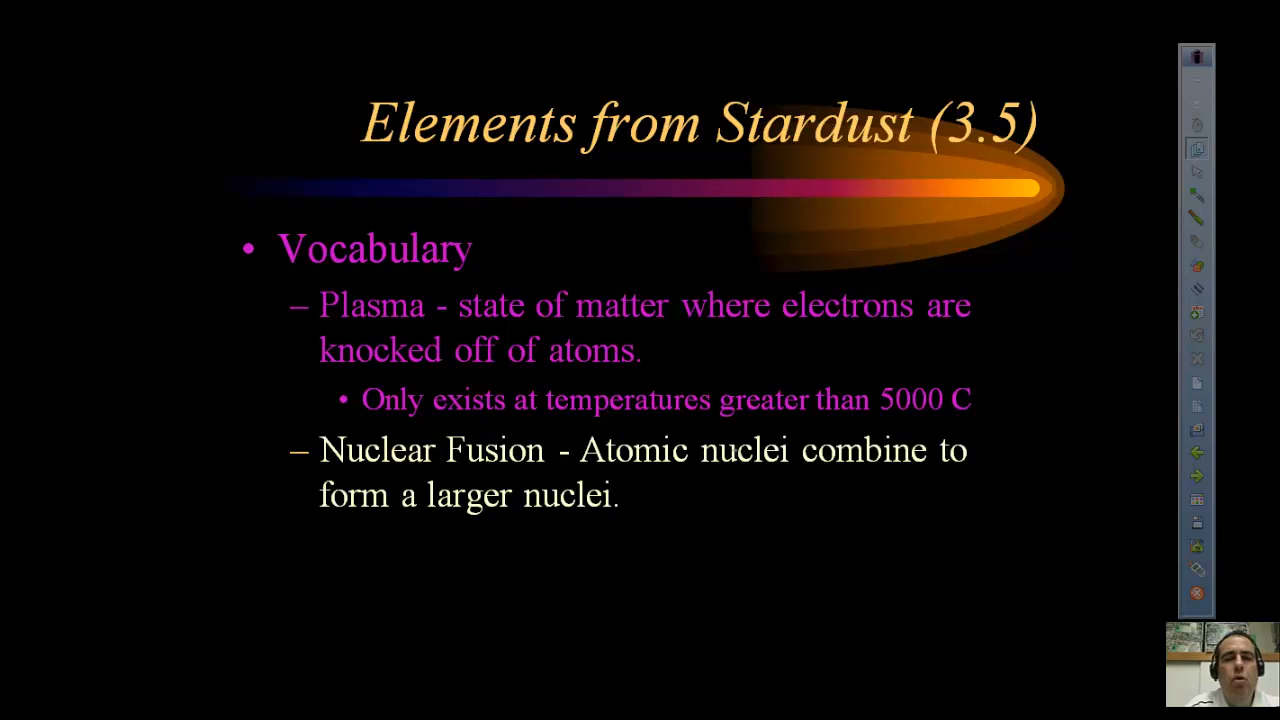 Elements from Stardust (3.5)
• Vocabulary
– Plasma - state of matter where electrons are
knocked off of atoms.
• Only exists at temperatures greater than 5000 C
– Nuclear Fusion - Atomic nuclei combine to
form a larger nuclei.